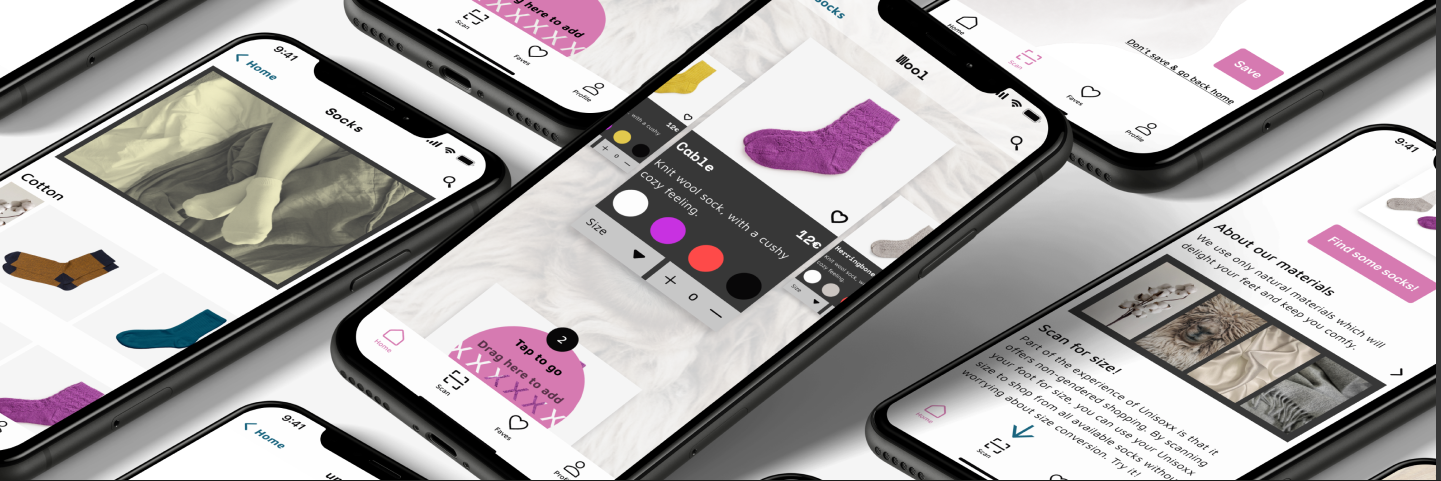 9:41
Home
Socks
Cotton
here to add
X X X X X
Scan
Faves
Profile
Wool
with a cushy
12€
0
Cable
Knit wool sock, with a cushy
cozy feeling.
12€
Size
0
Herringbone
Knit wool sock,
cozy feeling.
Size
2
Tap to go
Drag here to add
X X X X X X
Home
Scan
Faves
Home
Scan
Faves
Profile
Don't save & go back home
Save
9:41
Find some socks!
About our materials
We use only natural materials which will
delight your feet and keep you comfy.
Scan for size!
Part of the experience of Unisoxx is that it
offers non-gendered shopping. By scanning
your foot for size, you can use your Unisoxx
size to shop from all available socks without
worrying about size conversion. Try it!
Home
Scan
9:41
Home